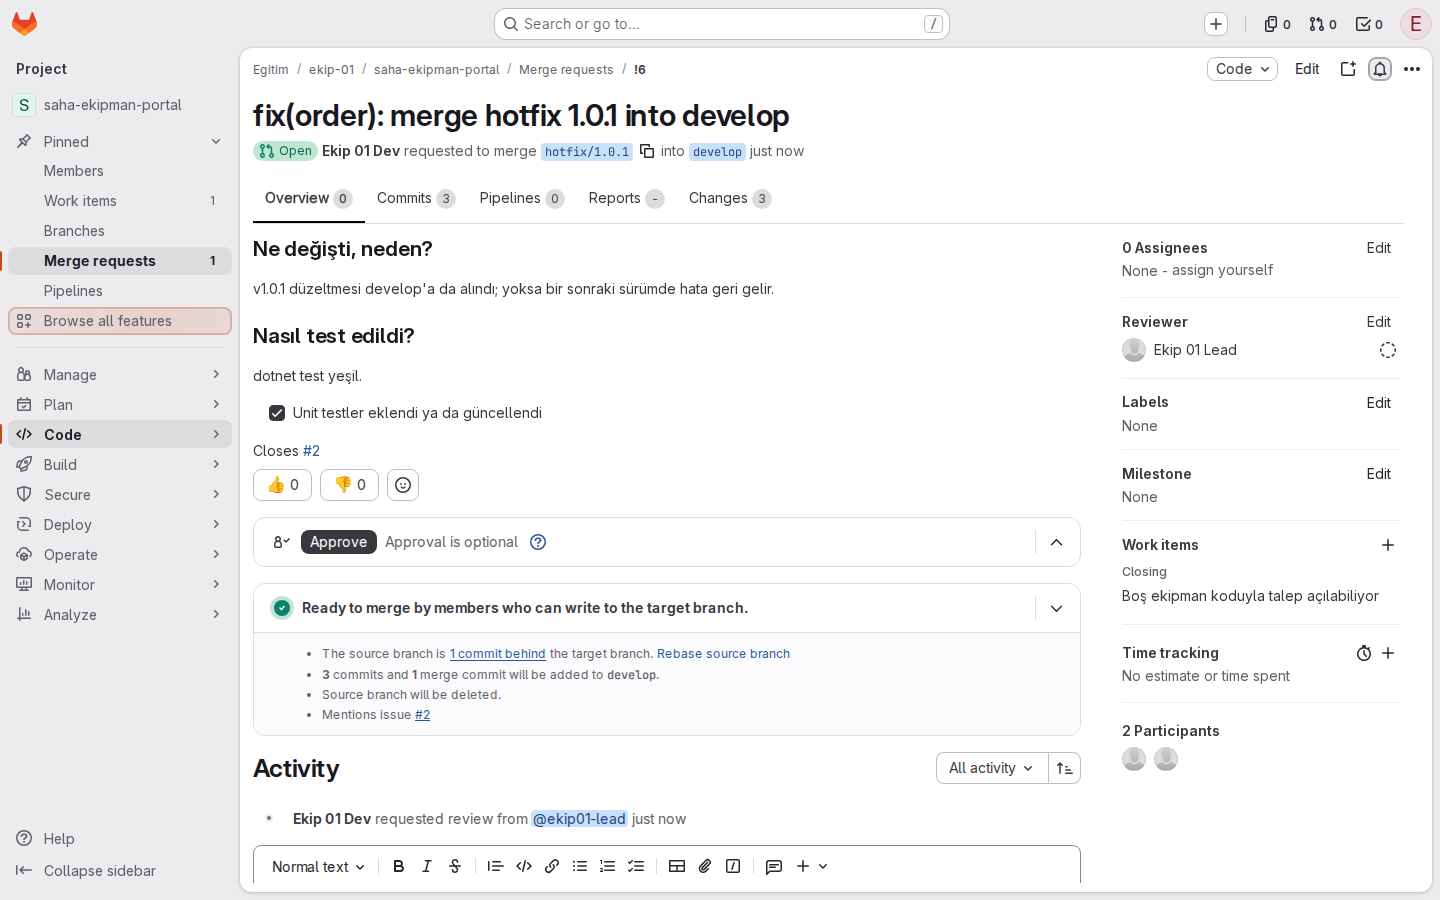 Search or go to...
/
0
0
0
E
Project
S
saha-ekipman-portal
Pinned
Members
Work items 1
Branches
Merge requests 1
Pipelines
Browse all features
Manage
Plan
Code
Build
Secure
Deploy
Operate
Monitor
Analyze
Help
Collapse sidebar
Egitim / ekip-01 / saha-ekipman-portal / Merge requests / !6
Code
Edit
fix(order): merge hotfix 1.0.1 into develop
Open Ekip 01 Dev requested to merge hotfix/1.0.1 into develop just now
Overview 0
Commits 3
Pipelines 0
Reports -
Changes 3
Ne değişti, neden?
v1.0.1 düzeltmesi develop'a da alındı; yoksa bir sonraki sürümde hata geri gelir.
Nasıl test edildi?
dotnet test yeşil.
Unit testler eklendi ya da güncellendi
Closes #2
👍 0
👎 0
Approve Approval is optional
Ready to merge by members who can write to the target branch.
The source branch is 1 commit behind the target branch. Rebase source branch
3 commits and 1 merge commit will be added to develop.
Source branch will be deleted.
Mentions issue #2
Activity
All activity
Ekip 01 Dev requested review from @ekip01-lead just now
Normal text
0 Assignees Edit
None - assign yourself
Reviewer Edit
Ekip 01 Lead
Labels Edit
None
Milestone Edit
None
Work items
Closing
Boş ekipman koduyla talep açılabiliyor
Time tracking
No estimate or time spent
2 Participants